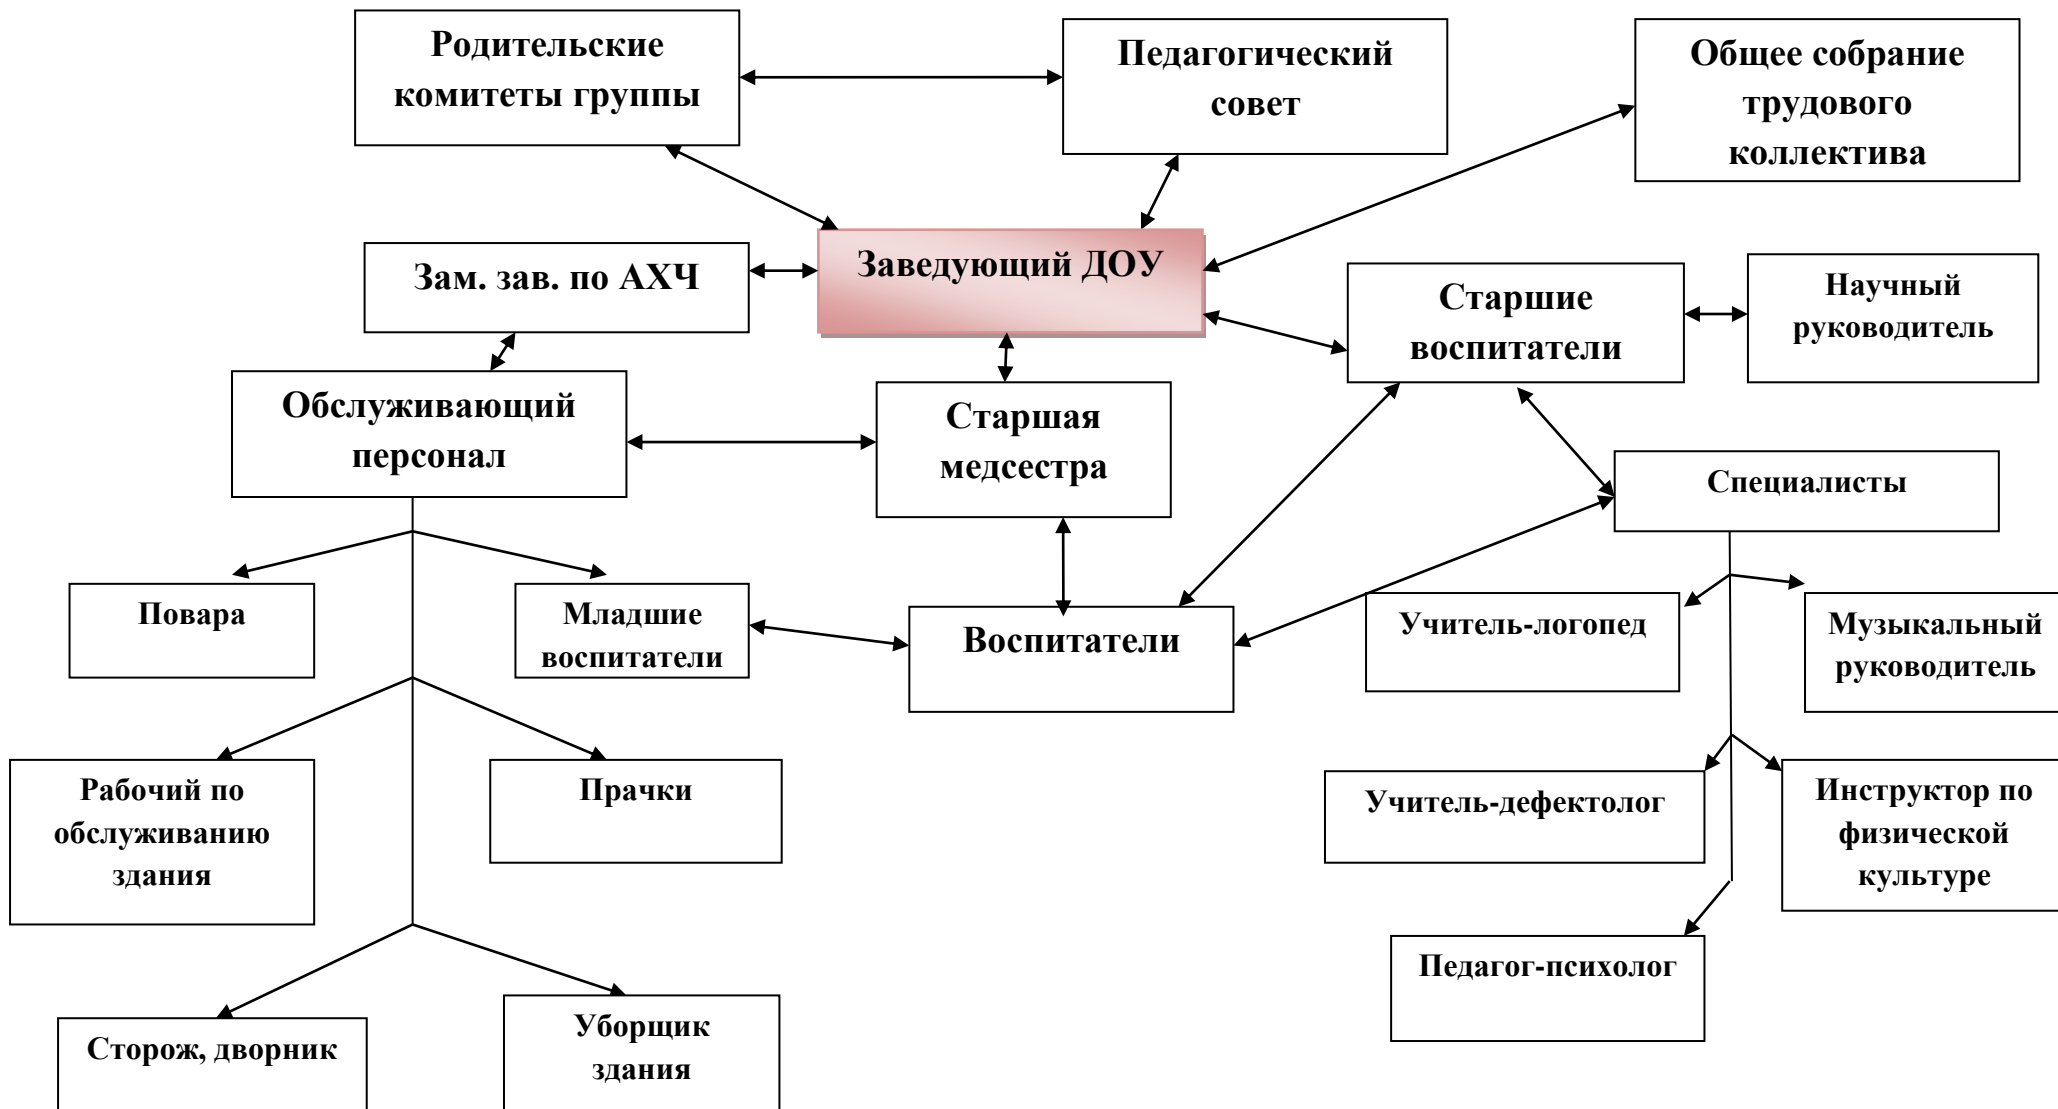 Родительские
комитеты группы
Педагогический
совет
Общее собрание
трудового
коллектива
Зам. зав. по АХЧ
Заведующий ДОУ
Старшие
воспитатели
Научный
руководитель
Обслуживающий
персонал
Старшая
медсестра
Специалисты
Повара
Младшие
воспитатели
Воспитатели
Учитель-логопед
Музыкальный
руководитель
Рабочий по
обслуживанию
здания
Прачки
Учитель-дефектолог
Инструктор по
физической
культуре
Педагог-психолог
Сторож, дворник
Уборщик
здания